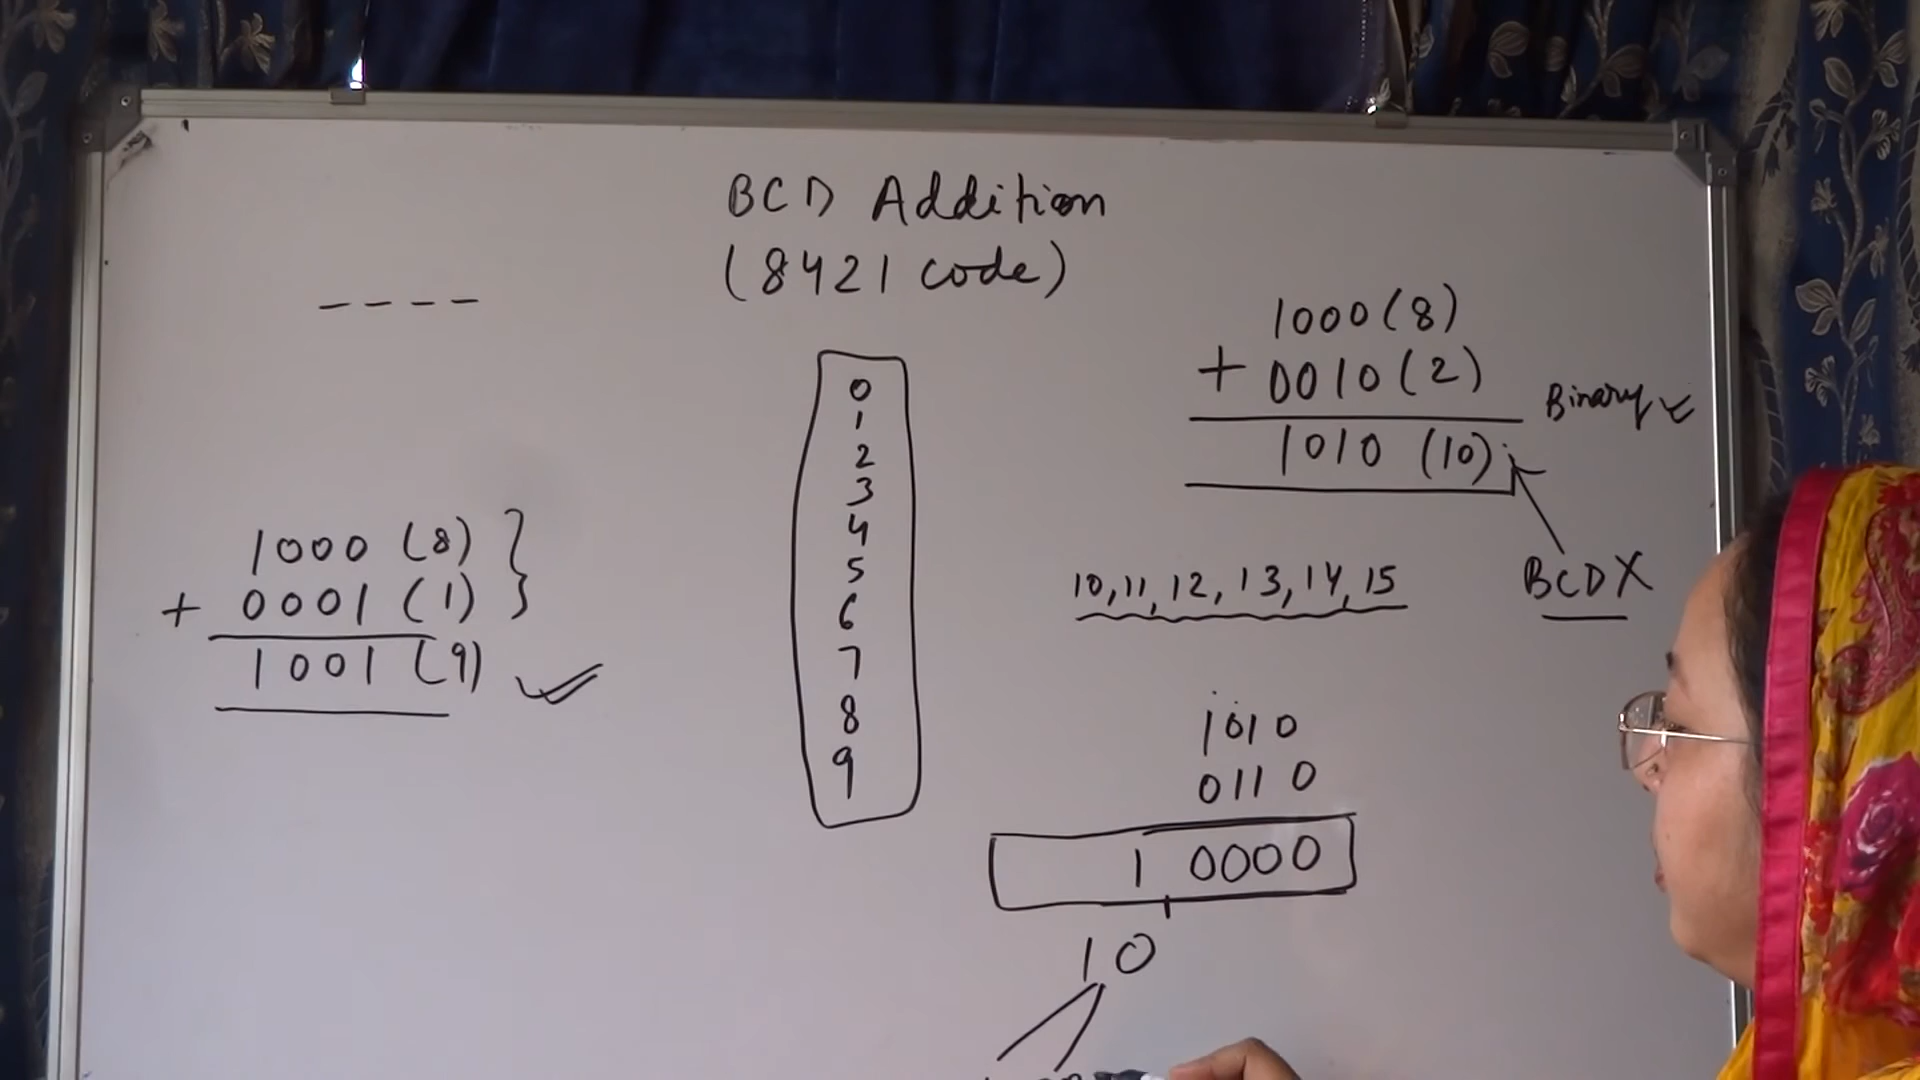 BCD Addition
(8421 code)
_ _ _ _
1000 (8)
+ 0001 (1)
1001 (9)
0
1
2
3
4
5
6
7
8
9
1000 (8)
+ 0010 (2)
1010 (10)
Binary
BCD X
10, 11, 12, 13, 14, 15
1010
0110
1 0000
10